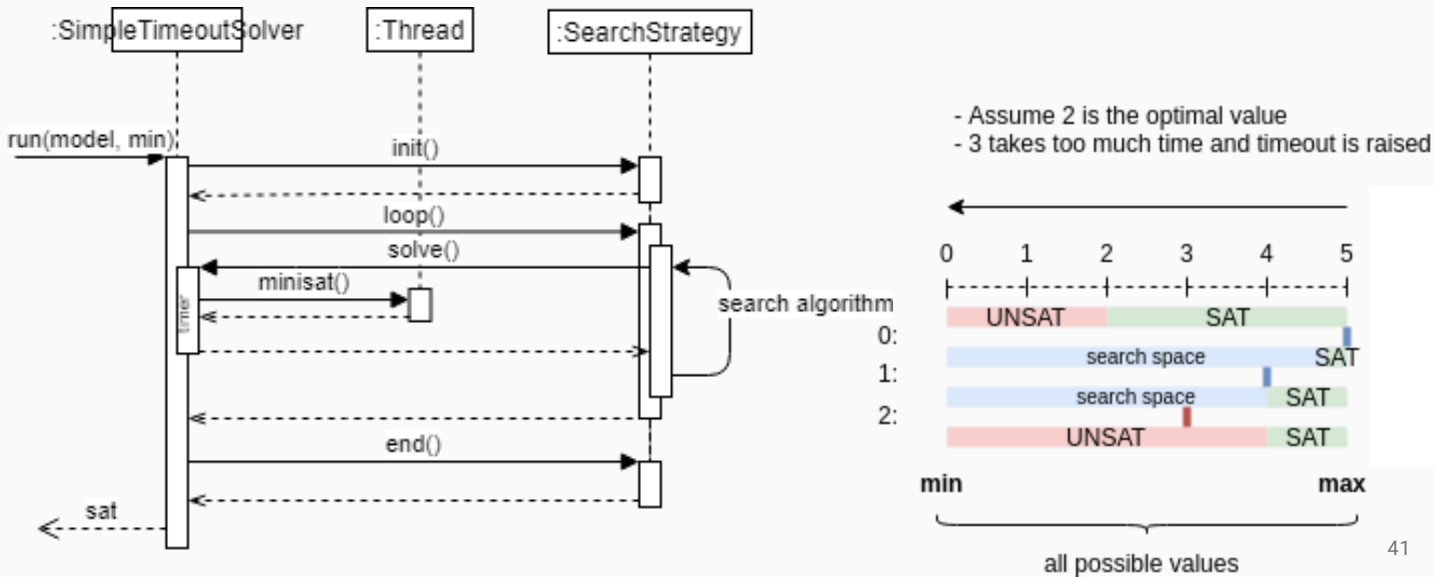 :SimpleTimeoutSolver
:Thread
:SearchStrategy
run(model, min)
init()
loop()
solve()
minisat()
timer
search algorithm
end()
sat
- Assume 2 is the optimal value
- 3 takes too much time and timeout is raised
0 1 2 3 4 5
UNSAT SAT
0:
search space SAT
1:
search space SAT
2:
UNSAT SAT
min max
all possible values
41